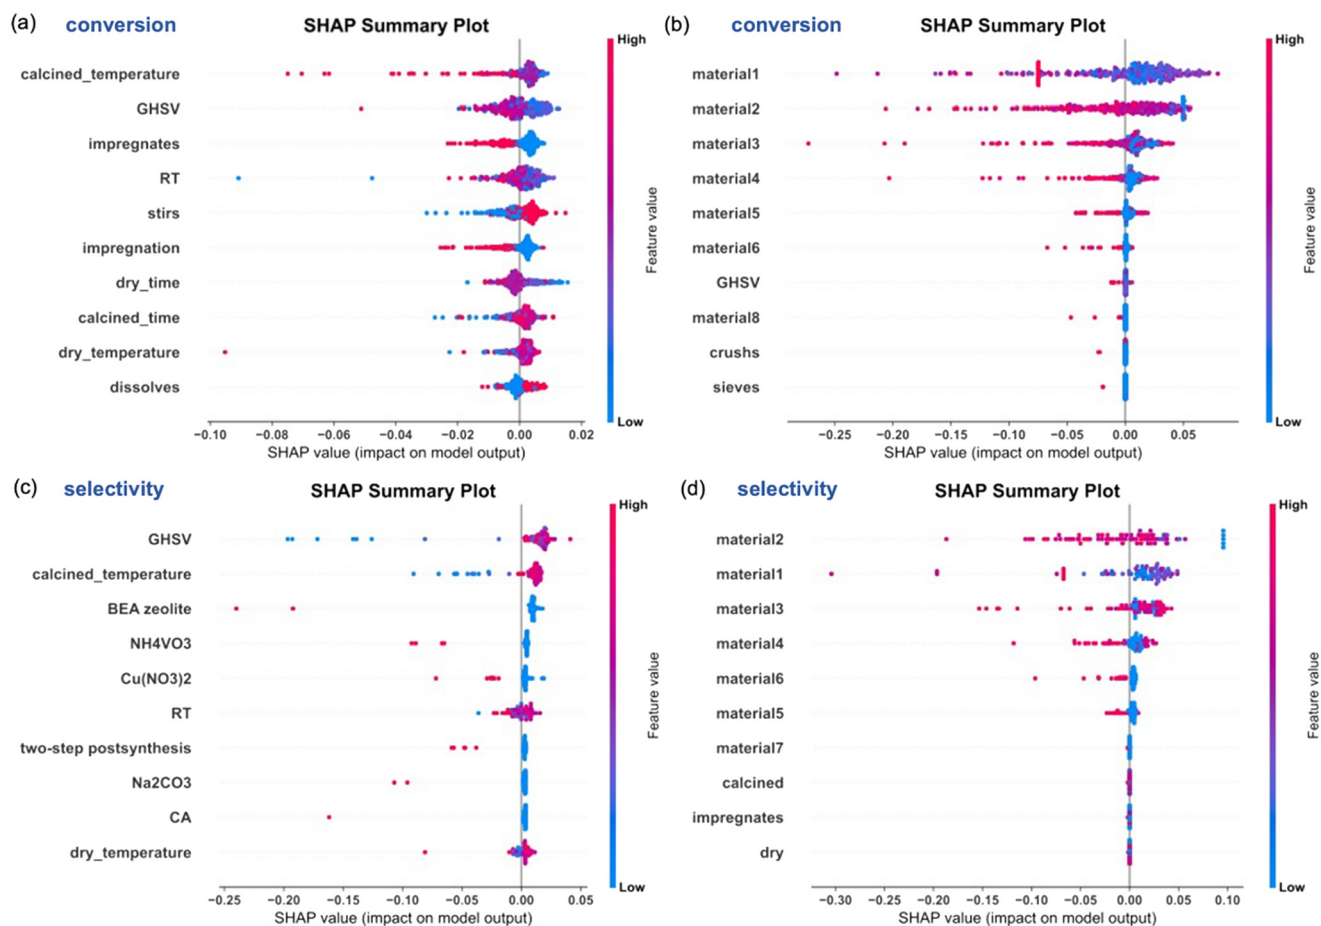 (a) conversion SHAP Summary Plot
calcined_temperature
GHSV
impregnates
RT
stirs
impregnation
dry_time
calcined_time
dry_temperature
dissolves
−0.10 −0.08 −0.06 −0.04 −0.02 0.00 0.02
SHAP value (impact on model output)
High
Feature value
Low
(b) conversion SHAP Summary Plot
material1
material2
material3
material4
material5
material6
GHSV
material8
crushs
sieves
−0.25 −0.20 −0.15 −0.10 −0.05 0.00 0.05
SHAP value (impact on model output)
High
Feature value
Low
(c) selectivity SHAP Summary Plot
GHSV
calcined_temperature
BEA zeolite
NH4VO3
Cu(NO3)2
RT
two-step postsynthesis
Na2CO3
CA
dry_temperature
−0.25 −0.20 −0.15 −0.10 −0.05 0.00 0.05
SHAP value (impact on model output)
High
Feature value
Low
(d) selectivity SHAP Summary Plot
material2
material1
material3
material4
material6
material5
material7
calcined
impregnates
dry
−0.30 −0.25 −0.20 −0.15 −0.10 −0.05 0.00 0.05 0.10
SHAP value (impact on model output)
High
Feature value
Low